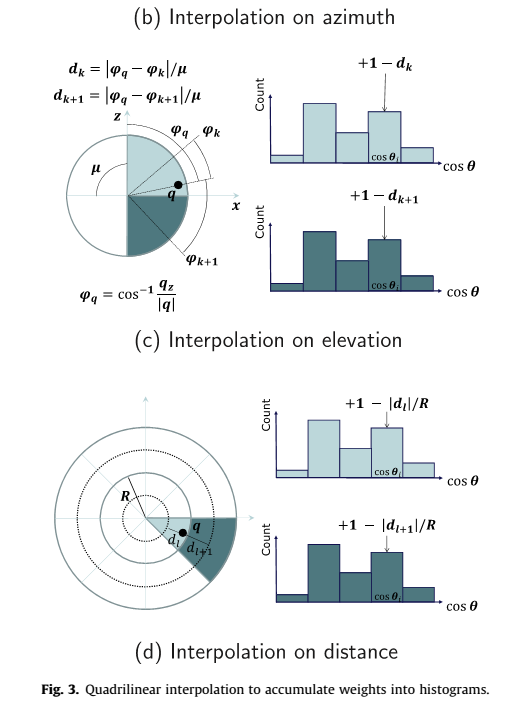 (b) Interpolation on azimuth
d_k = |φ_q − φ_k|/μ
d_{k+1} = |φ_q − φ_{k+1}|/μ
z
φ_q φ_k
μ
q
x
φ_{k+1}
φ_q = cos⁻¹ q_z/|q|
+1 − d_k
Count
cos θ_i
cos θ
+1 − d_{k+1}
Count
cos θ_i
cos θ
(c) Interpolation on elevation
R
q
d_l
d_{l+1}
+1 − |d_l|/R
Count
cos θ_i
cos θ
+1 − |d_{l+1}|/R
Count
cos θ_i
cos θ
(d) Interpolation on distance
Fig. 3. Quadrilinear interpolation to accumulate weights into histograms.